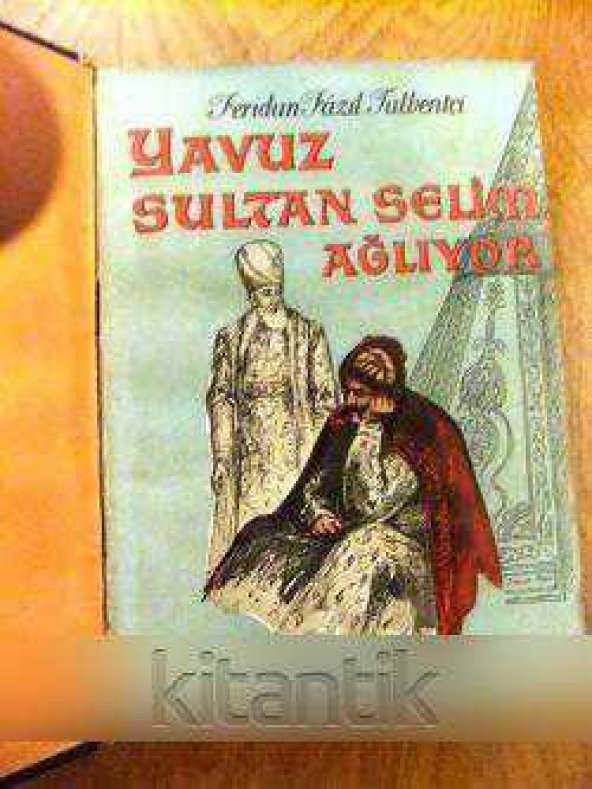 Feridun Fâzıl Tülbentçi
YAVUZ
SULTAN SELİM
AĞLIYOR
kitantik